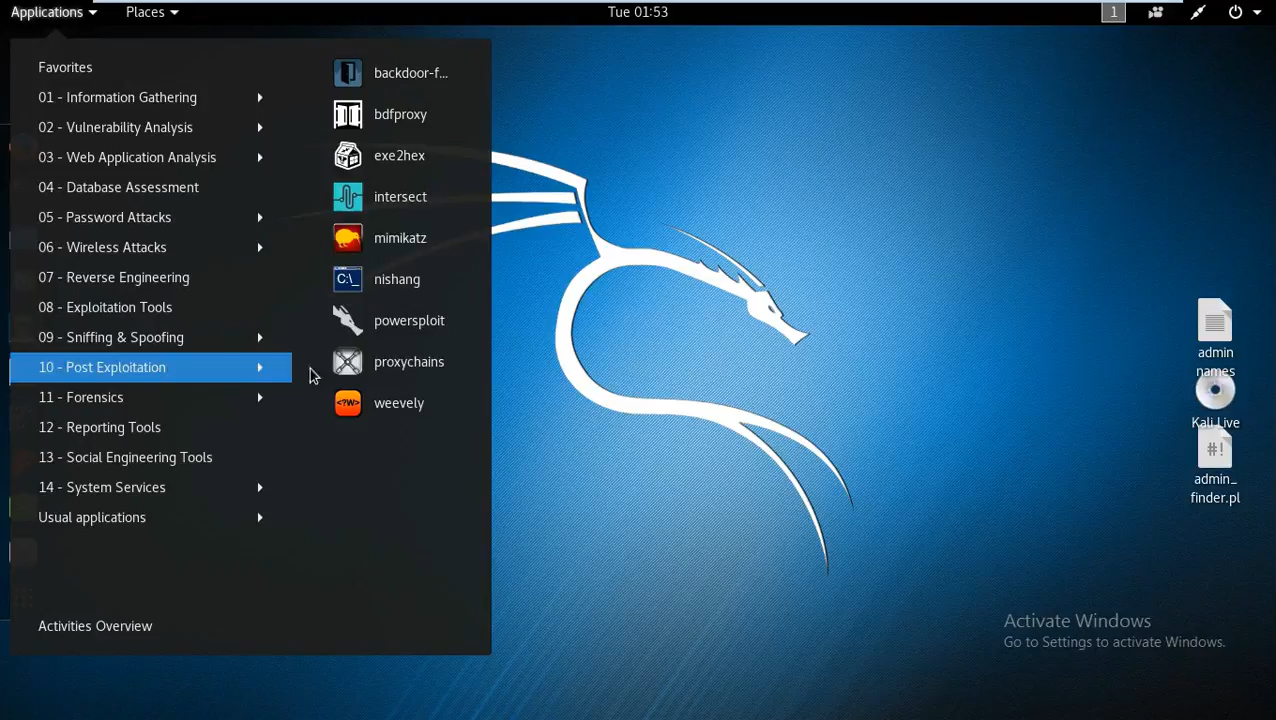 Applications
Places
Tue 01:53
1
Favorites
01 - Information Gathering
02 - Vulnerability Analysis
03 - Web Application Analysis
04 - Database Assessment
05 - Password Attacks
06 - Wireless Attacks
07 - Reverse Engineering
08 - Exploitation Tools
09 - Sniffing & Spoofing
10 - Post Exploitation
11 - Forensics
12 - Reporting Tools
13 - Social Engineering Tools
14 - System Services
Usual applications
Activities Overview
backdoor-f...
bdfproxy
exe2hex
intersect
mimikatz
C:\_
nishang
powersploit
proxychains
<?W>
weevely
admin
names
Kali Live
#!
admin_
finder.pl
Activate Windows
Go to Settings to activate Windows.